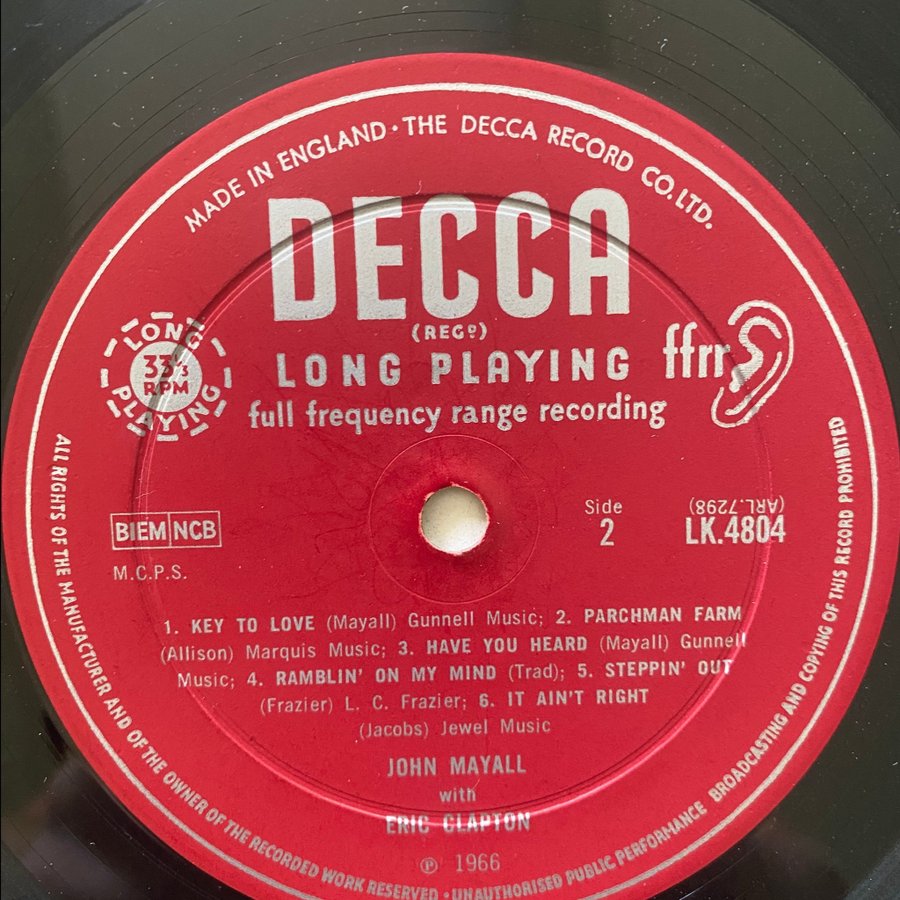 MADE IN ENGLAND · THE DECCA RECORD CO. LTD.
DECCA
(REGD)
LONG PLAYING
full frequency range recording
LONG
33 1/3
RPM
PLAYING
ffrr
BIEM NCB
M.C.P.S.
Side
2
(ARL.7298)
LK.4804
1. KEY TO LOVE (Mayall) Gunnell Music; 2. PARCHMAN FARM
(Allison) Marquis Music; 3. HAVE YOU HEARD (Mayall) Gunnell
Music; 4. RAMBLIN' ON MY MIND (Trad); 5. STEPPIN' OUT
(Frazier) L. C. Frazier; 6. IT AIN'T RIGHT
(Jacobs) Jewel Music
JOHN MAYALL
with
ERIC CLAPTON
℗ 1966
ALL RIGHTS OF THE MANUFACTURER AND OF THE OWNER OF THE RECORDED WORK RESERVED · UNAUTHORISED PUBLIC PERFORMANCE BROADCASTING AND COPYING OF THIS RECORD PROHIBITED